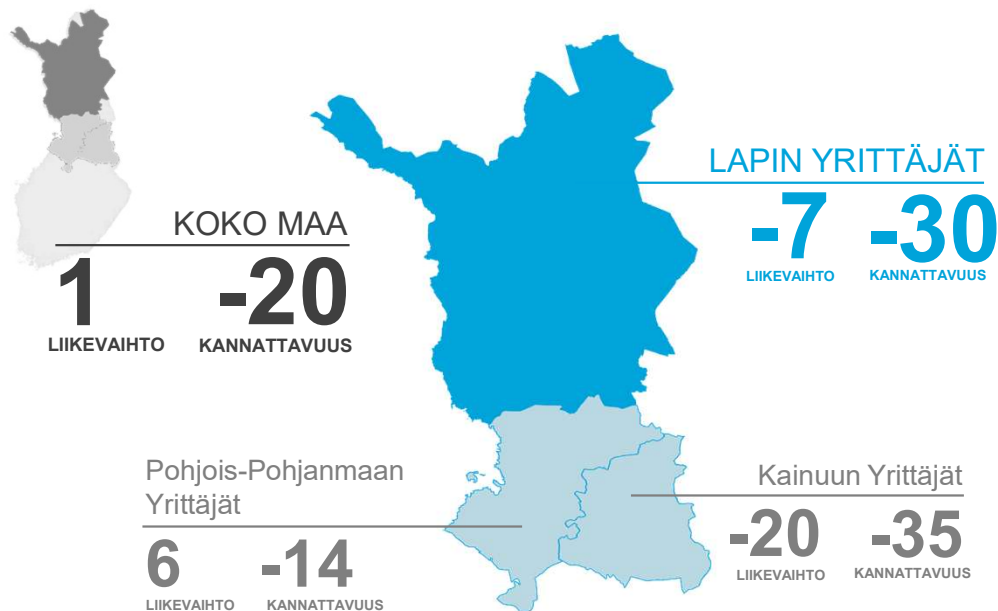 LAPIN YRITTÄJÄT
-7 -30
LIIKEVAIHTO KANNATTAVUUS
KOKO MAA
1 -20
LIIKEVAIHTO KANNATTAVUUS
Pohjois-Pohjanmaan
Yrittäjät
6 -14
LIIKEVAIHTO KANNATTAVUUS
Kainuun Yrittäjät
-20 -35
LIIKEVAIHTO KANNATTAVUUS